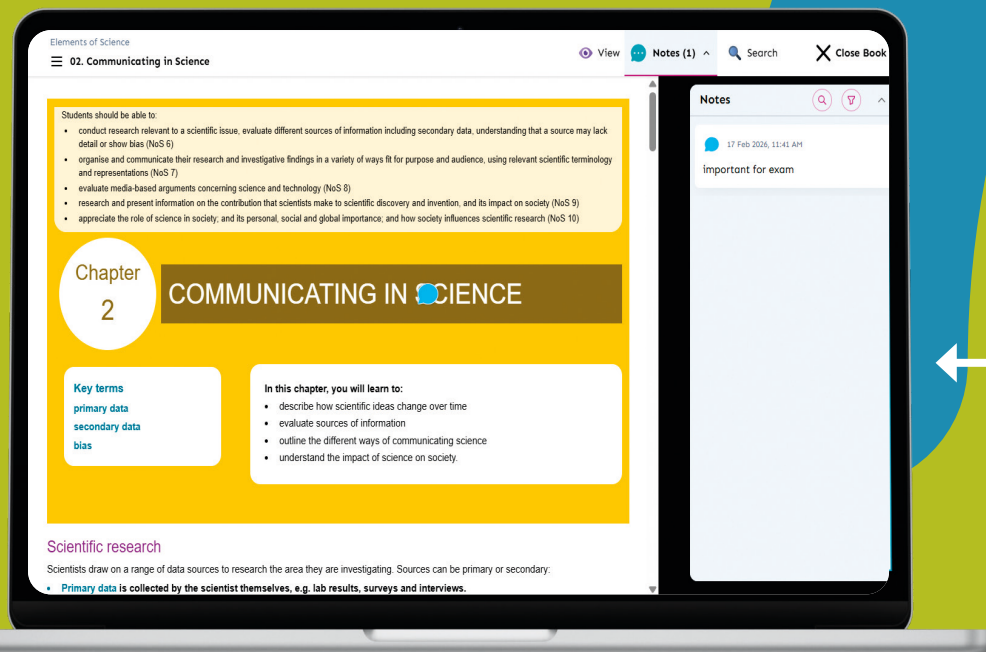 Elements of Science
02. Communicating in Science
View
Notes (1)
Search
Close Book
Students should be able to:
• conduct research relevant to a scientific issue, evaluate different sources of information including secondary data, understanding that a source may lack
detail or show bias (NoS 6)
• organise and communicate their research and investigative findings in a variety of ways fit for purpose and audience, using relevant scientific terminology
and representations (NoS 7)
• evaluate media-based arguments concerning science and technology (NoS 8)
• research and present information on the contribution that scientists make to scientific discovery and invention, and its impact on society (NoS 9)
• appreciate the role of science in society; and its personal, social and global importance; and how society influences scientific research (NoS 10)
Chapter
2
COMMUNICATING IN SCIENCE
Key terms
primary data
secondary data
bias
In this chapter, you will learn to:
• describe how scientific ideas change over time
• evaluate sources of information
• outline the different ways of communicating science
• understand the impact of science on society.
Scientific research
Scientists draw on a range of data sources to research the area they are investigating. Sources can be primary or secondary:
• Primary data is collected by the scientist themselves, e.g. lab results, surveys and interviews.
Notes
17 Feb 2026, 11:41 AM
important for exam